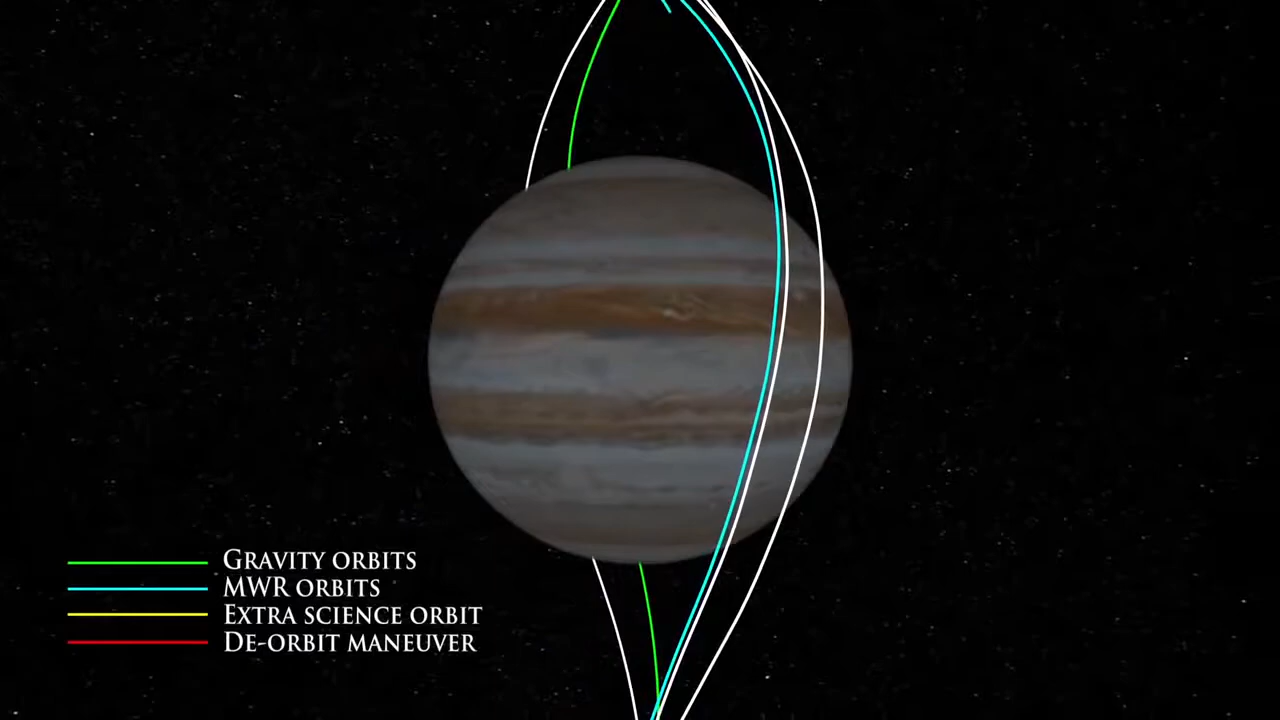 Gravity orbits
MWR orbits
Extra science orbit
De-orbit maneuver